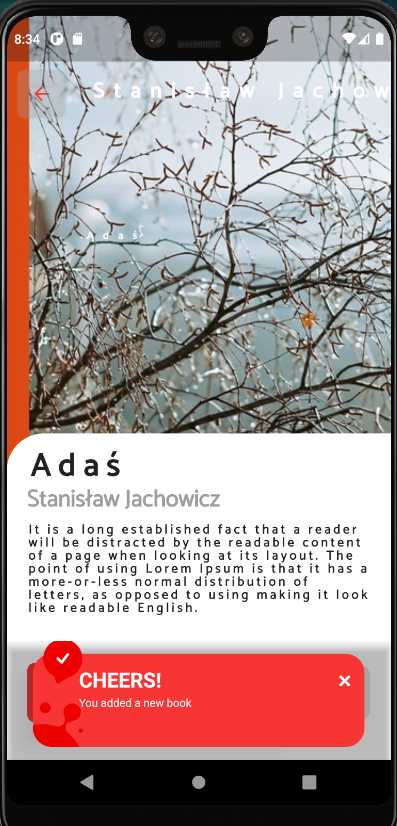 8:34
Stanisław Jachow
Adaś
Adaś
Stanisław Jachowicz
It is a long established fact that a reader
will be distracted by the readable content
of a page when looking at its layout. The
point of using Lorem Ipsum is that it has a
more-or-less normal distribution of
letters, as opposed to using making it look
like readable English.
CHEERS!
You added a new book